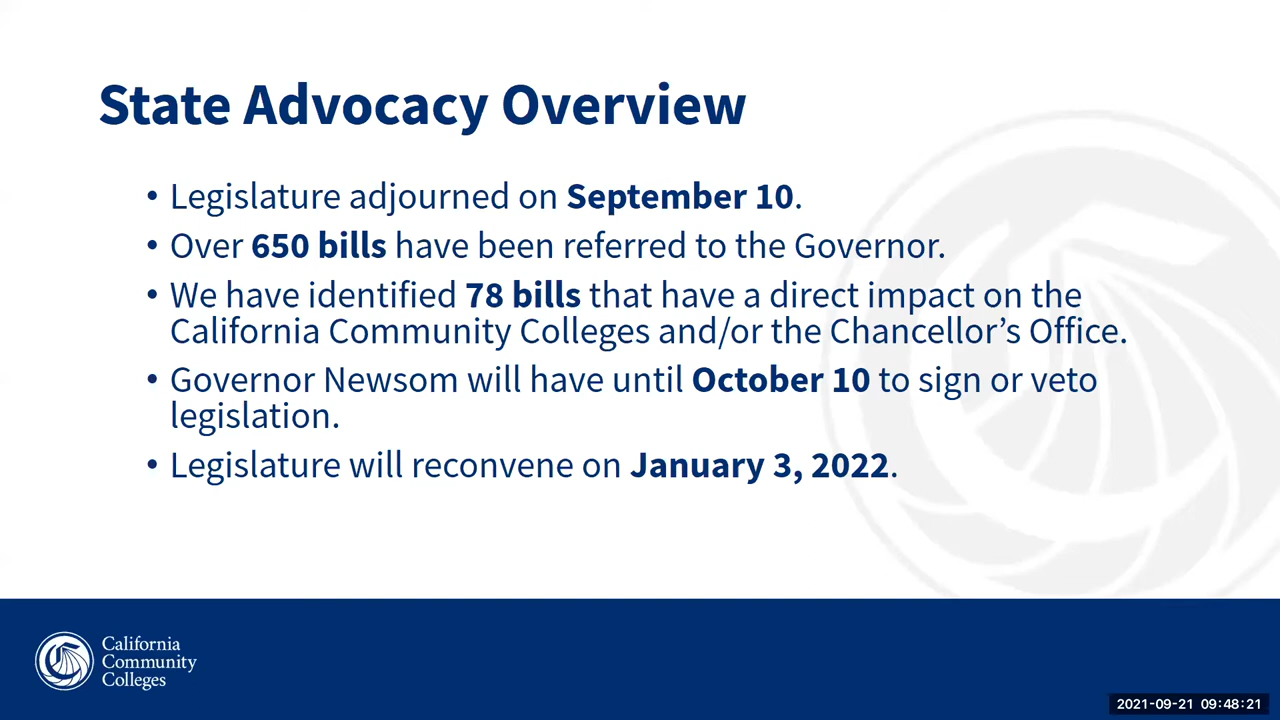 State Advocacy Overview
• Legislature adjourned on September 10.
• Over 650 bills have been referred to the Governor.
• We have identified 78 bills that have a direct impact on the
California Community Colleges and/or the Chancellor’s Office.
• Governor Newsom will have until October 10 to sign or veto
legislation.
• Legislature will reconvene on January 3, 2022.
California
Community
Colleges
2021-09-21 09:48:21